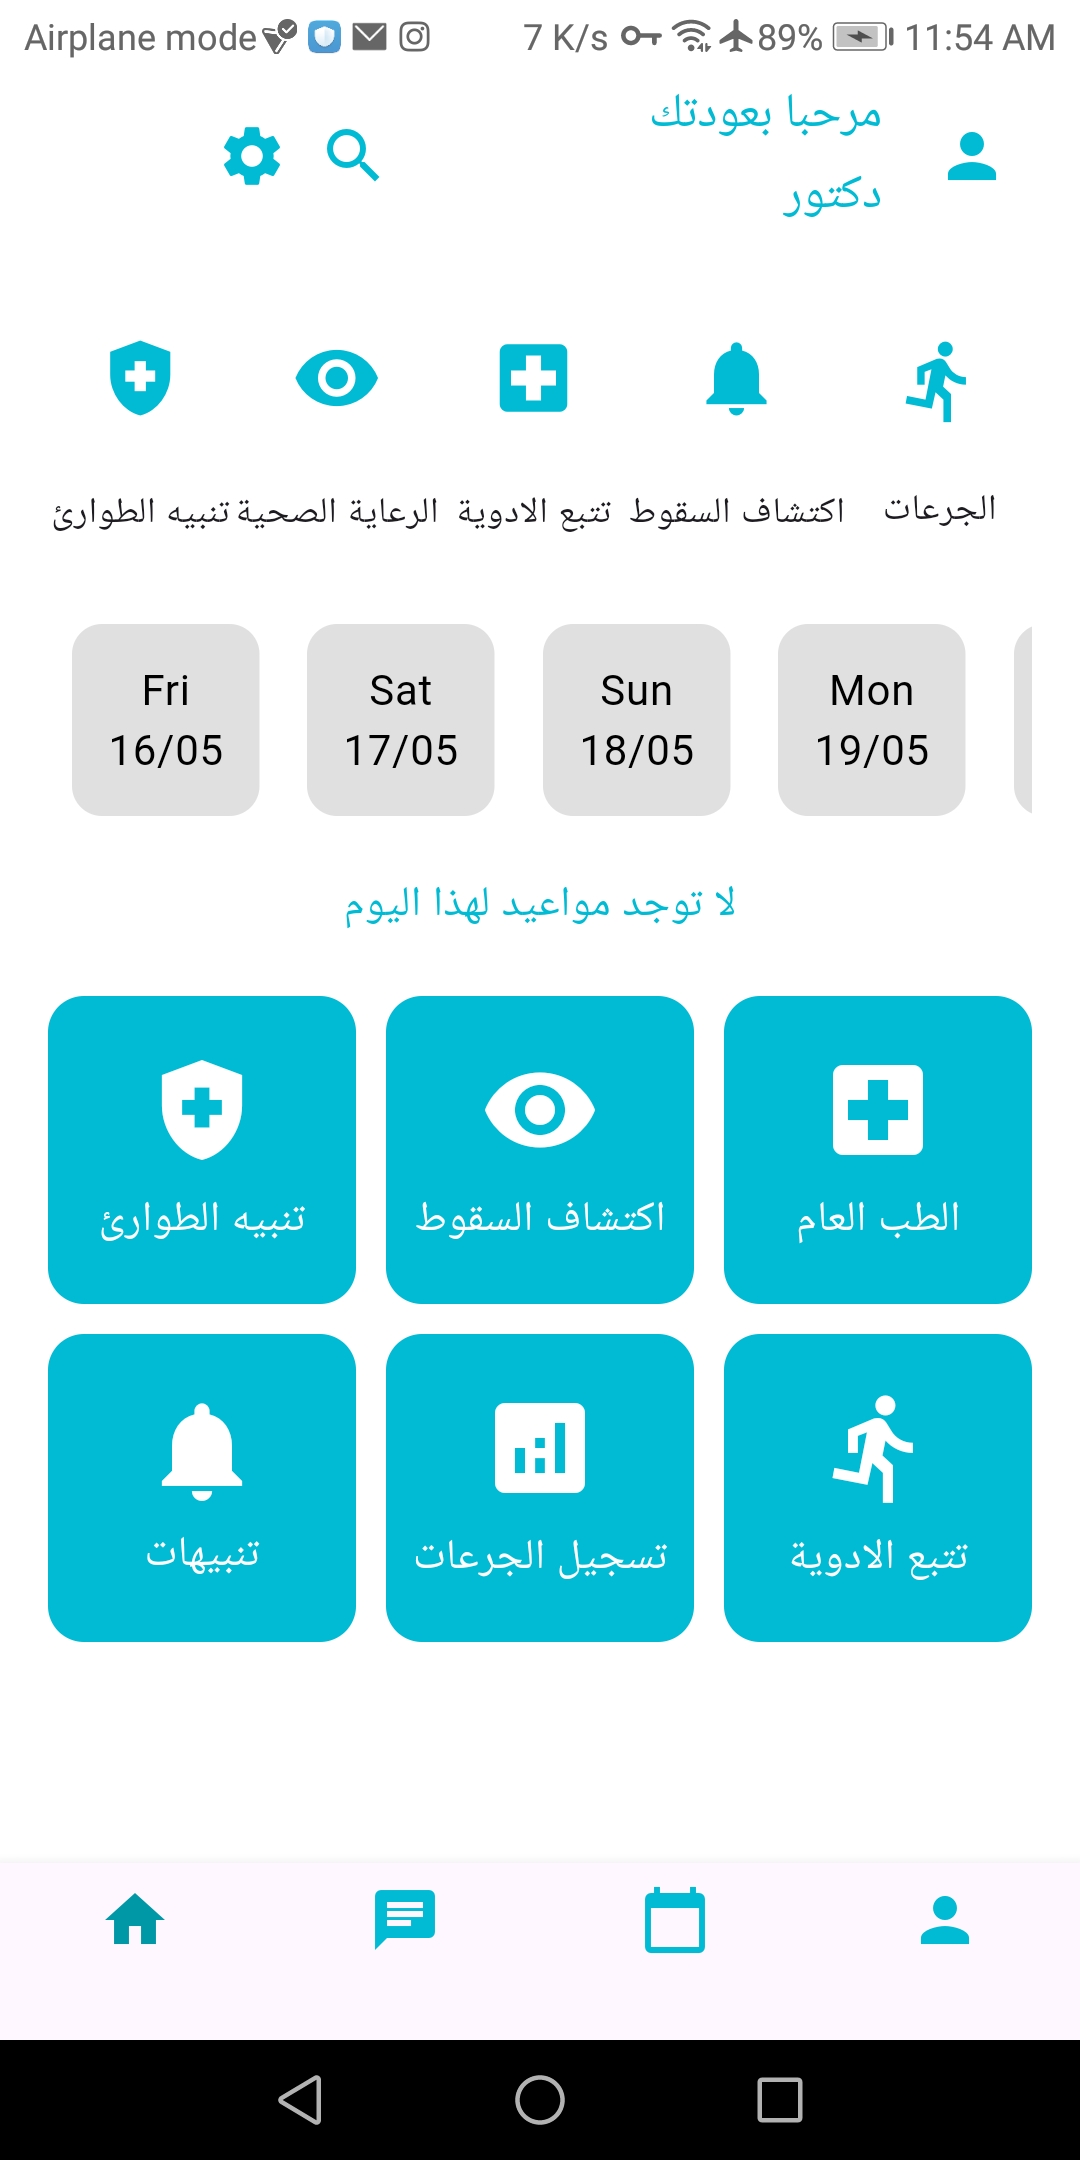 Airplane mode 7 K/s 89% 11:54 AM
مرحبا بعودتك
دكتور
الجرعات
اكتشاف السقوط
تتبع الادوية
الرعاية الصحية
تنبيه الطوارئ
Fri
16/05
Sat
17/05
Sun
18/05
Mon
19/05
لا توجد مواعيد لهذا اليوم
الطب العام
اكتشاف السقوط
تنبيه الطوارئ
تتبع الادوية
تسجيل الجرعات
تنبيهات